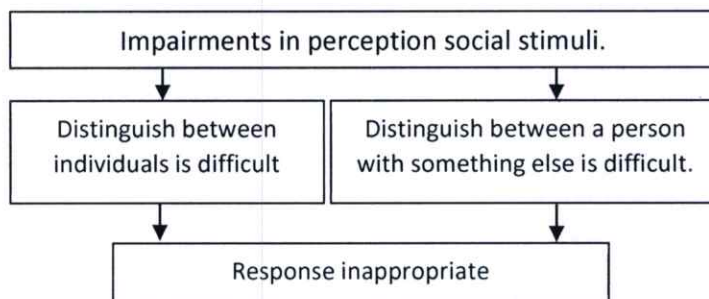 Impairments in perception social stimuli.
Distinguish between
individuals is difficult
Distinguish between a person
with something else is difficult.
Response inappropriate